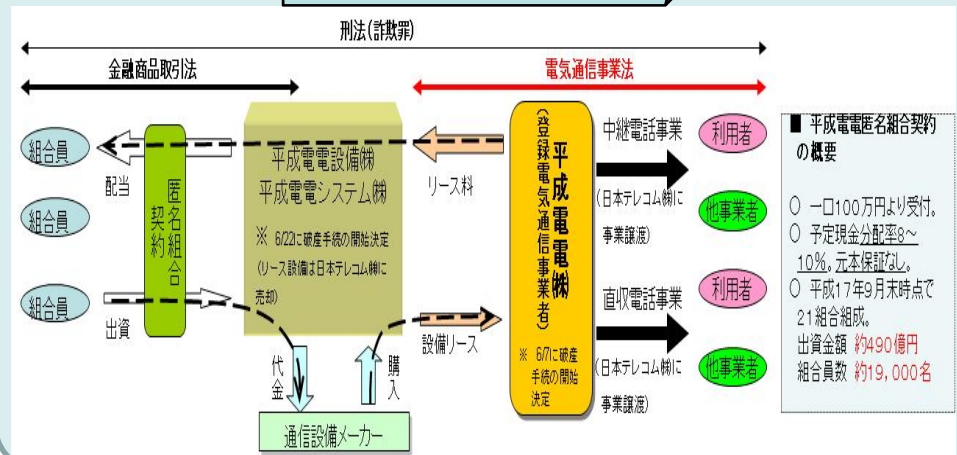 刑法(詐欺罪)
金融商品取引法
電気通信事業法
組合員
組合員
組合員
配当
出資
匿名組合
契約
平成電電設備㈱
平成電電システム㈱
※ 6/22に破産手続の開始決定
(リース設備は日本テレコム㈱に
売却)
代金
購入
通信設備メーカー
リース料
設備リース
平成電電㈱
(登録電気通信事業者)
※ 6/7に破産
手続の開始
決定
中継電話事業
(日本テレコム㈱に
事業譲渡)
直収電話事業
(日本テレコム㈱に
事業譲渡)
利用者
他事業者
利用者
他事業者
■ 平成電電匿名組合契約
の概要
○ 一口100万円より受付。
○ 予定現金分配率8～
10%。元本保証なし。
○ 平成17年9月末時点で
21組合組成。
出資金額 約490億円
組合員数 約19,000名